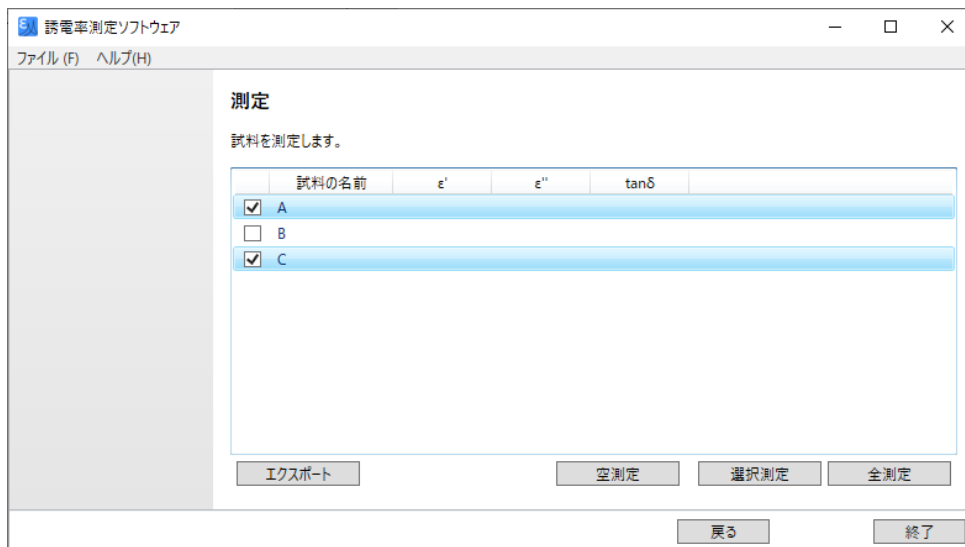 誘電率測定ソフトウェア
ファイル (F) ヘルプ(H)
測定
試料を測定します。
試料の名前 ε' ε'' tanδ
A
B
C
エクスポート 空測定 選択測定 全測定
戻る 終了